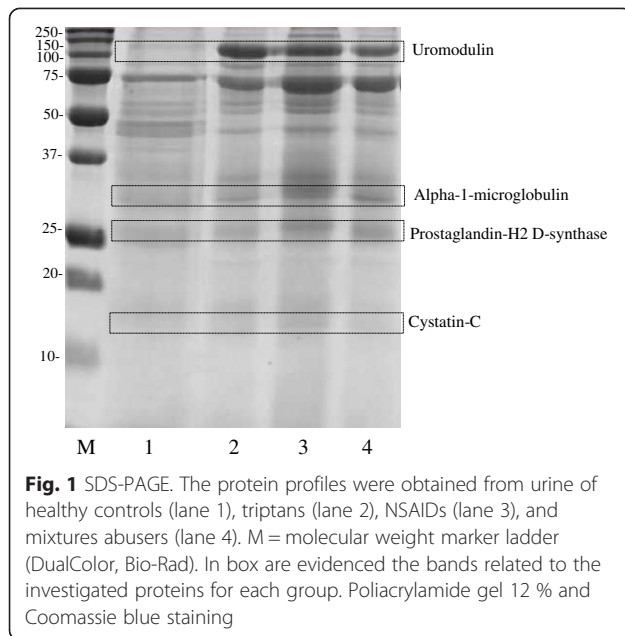 250-
150-
100-
75-
50-
37-
25-
20-
10-
Uromodulin
Alpha-1-microglobulin
Prostaglandin-H2 D-synthase
Cystatin-C
M 1 2 3 4
Fig. 1 SDS-PAGE. The protein profiles were obtained from urine of
healthy controls (lane 1), triptans (lane 2), NSAIDs (lane 3), and
mixtures abusers (lane 4). M = molecular weight marker ladder
(DualColor, Bio-Rad). In box are evidenced the bands related to the
investigated proteins for each group. Poliacrylamide gel 12 % and
Coomassie blue staining